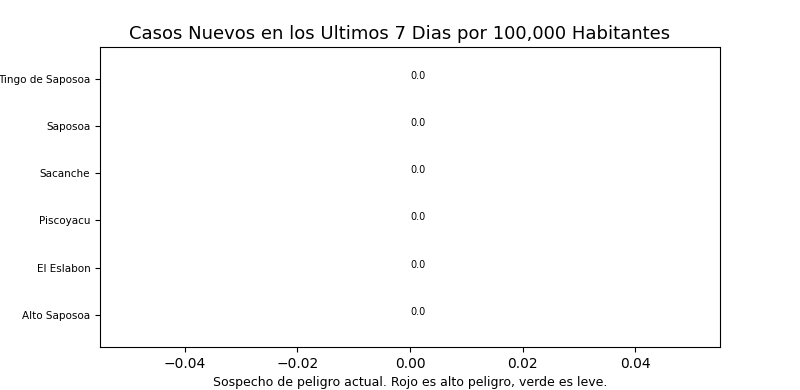 Casos Nuevos en los Ultimos 7 Dias por 100,000 Habitantes
Tingo de Saposoa 0.0
Saposoa 0.0
Sacanche 0.0
Piscoyacu 0.0
El Eslabon 0.0
Alto Saposoa 0.0
−0.04 −0.02 0.00 0.02 0.04
Sospecho de peligro actual. Rojo es alto peligro, verde es leve.